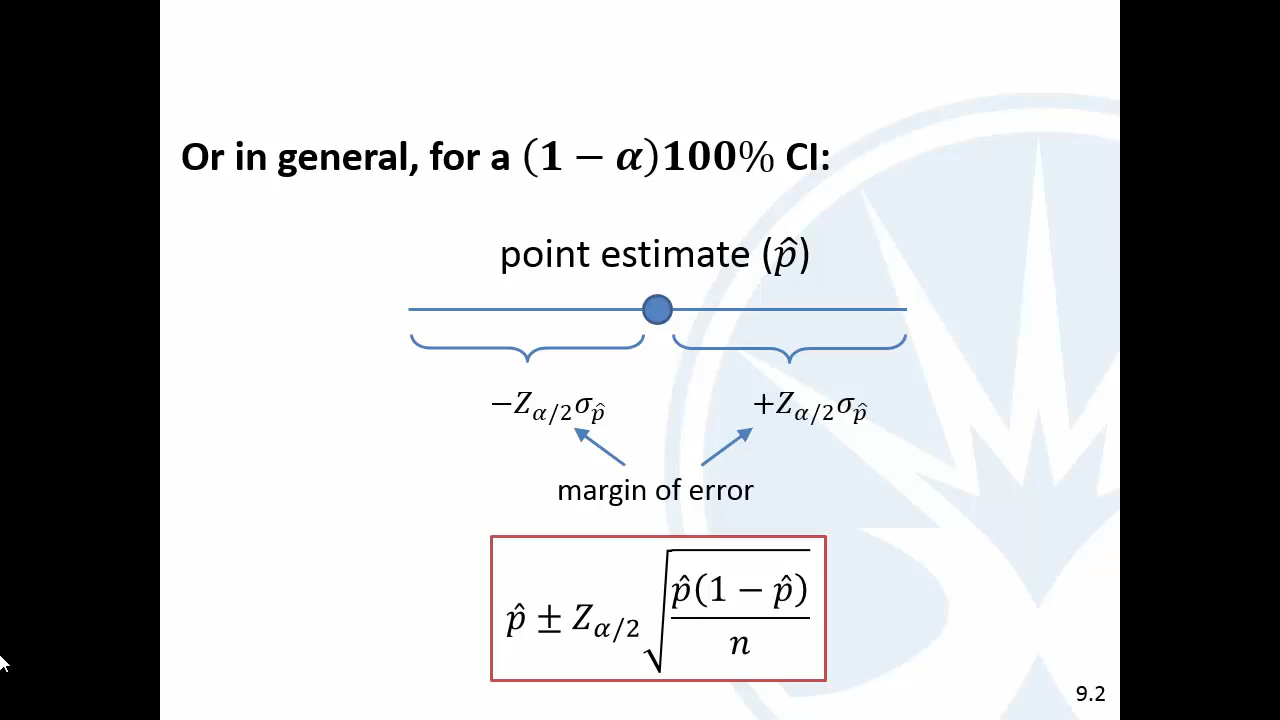 Or in general, for a (1 − α)100% CI:
point estimate (p̂)
−Z_{α/2}σ_{p̂} +Z_{α/2}σ_{p̂}
margin of error
p̂ ± Z_{α/2} √(p̂(1 − p̂)/n)
9.2